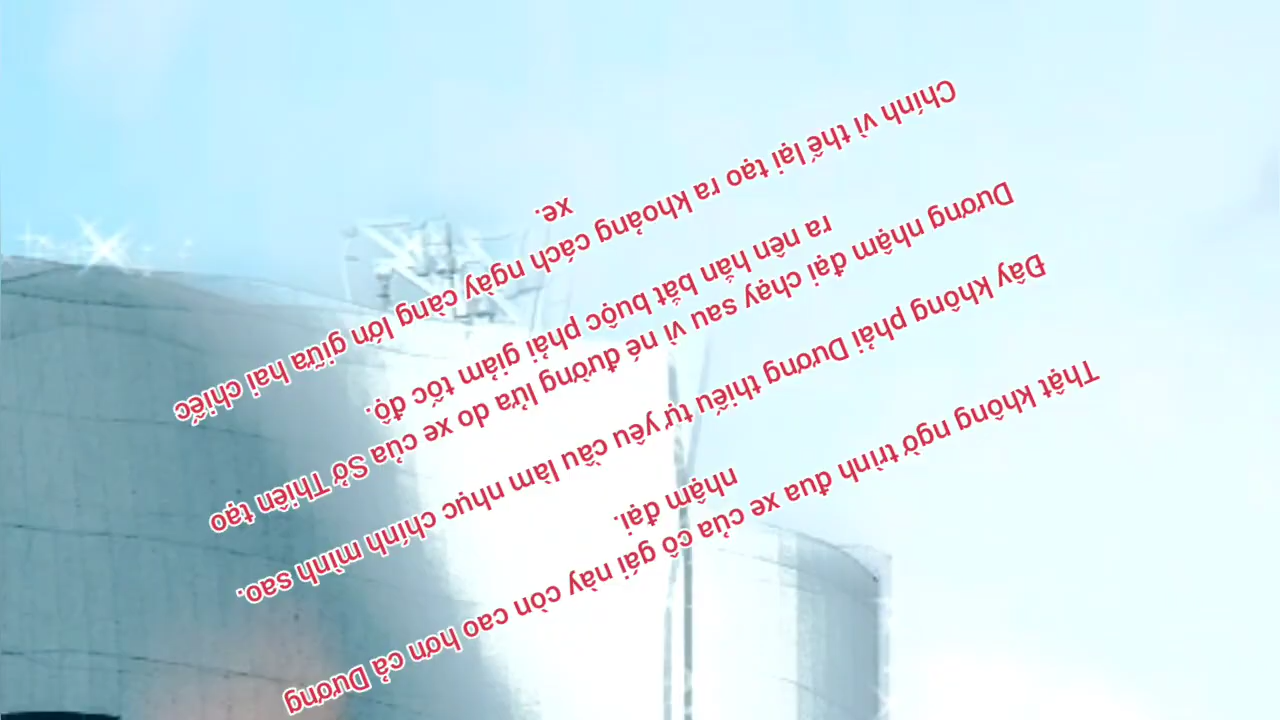 Thật không ngờ trình đua xe của cô gái này còn cao hơn cả Dương
nhậm đại.
Đây không phải Dương thiếu tự yêu cầu làm nhục chính mình sao.
Dương nhậm đại chạy sau vì né đường lửa do xe của Sở Thiên tạo
ra nên hắn bắt buộc phải giảm tốc độ.
Chính vì thế lại tạo ra khoảng cách ngày càng lớn giữa hai chiếc
xe.